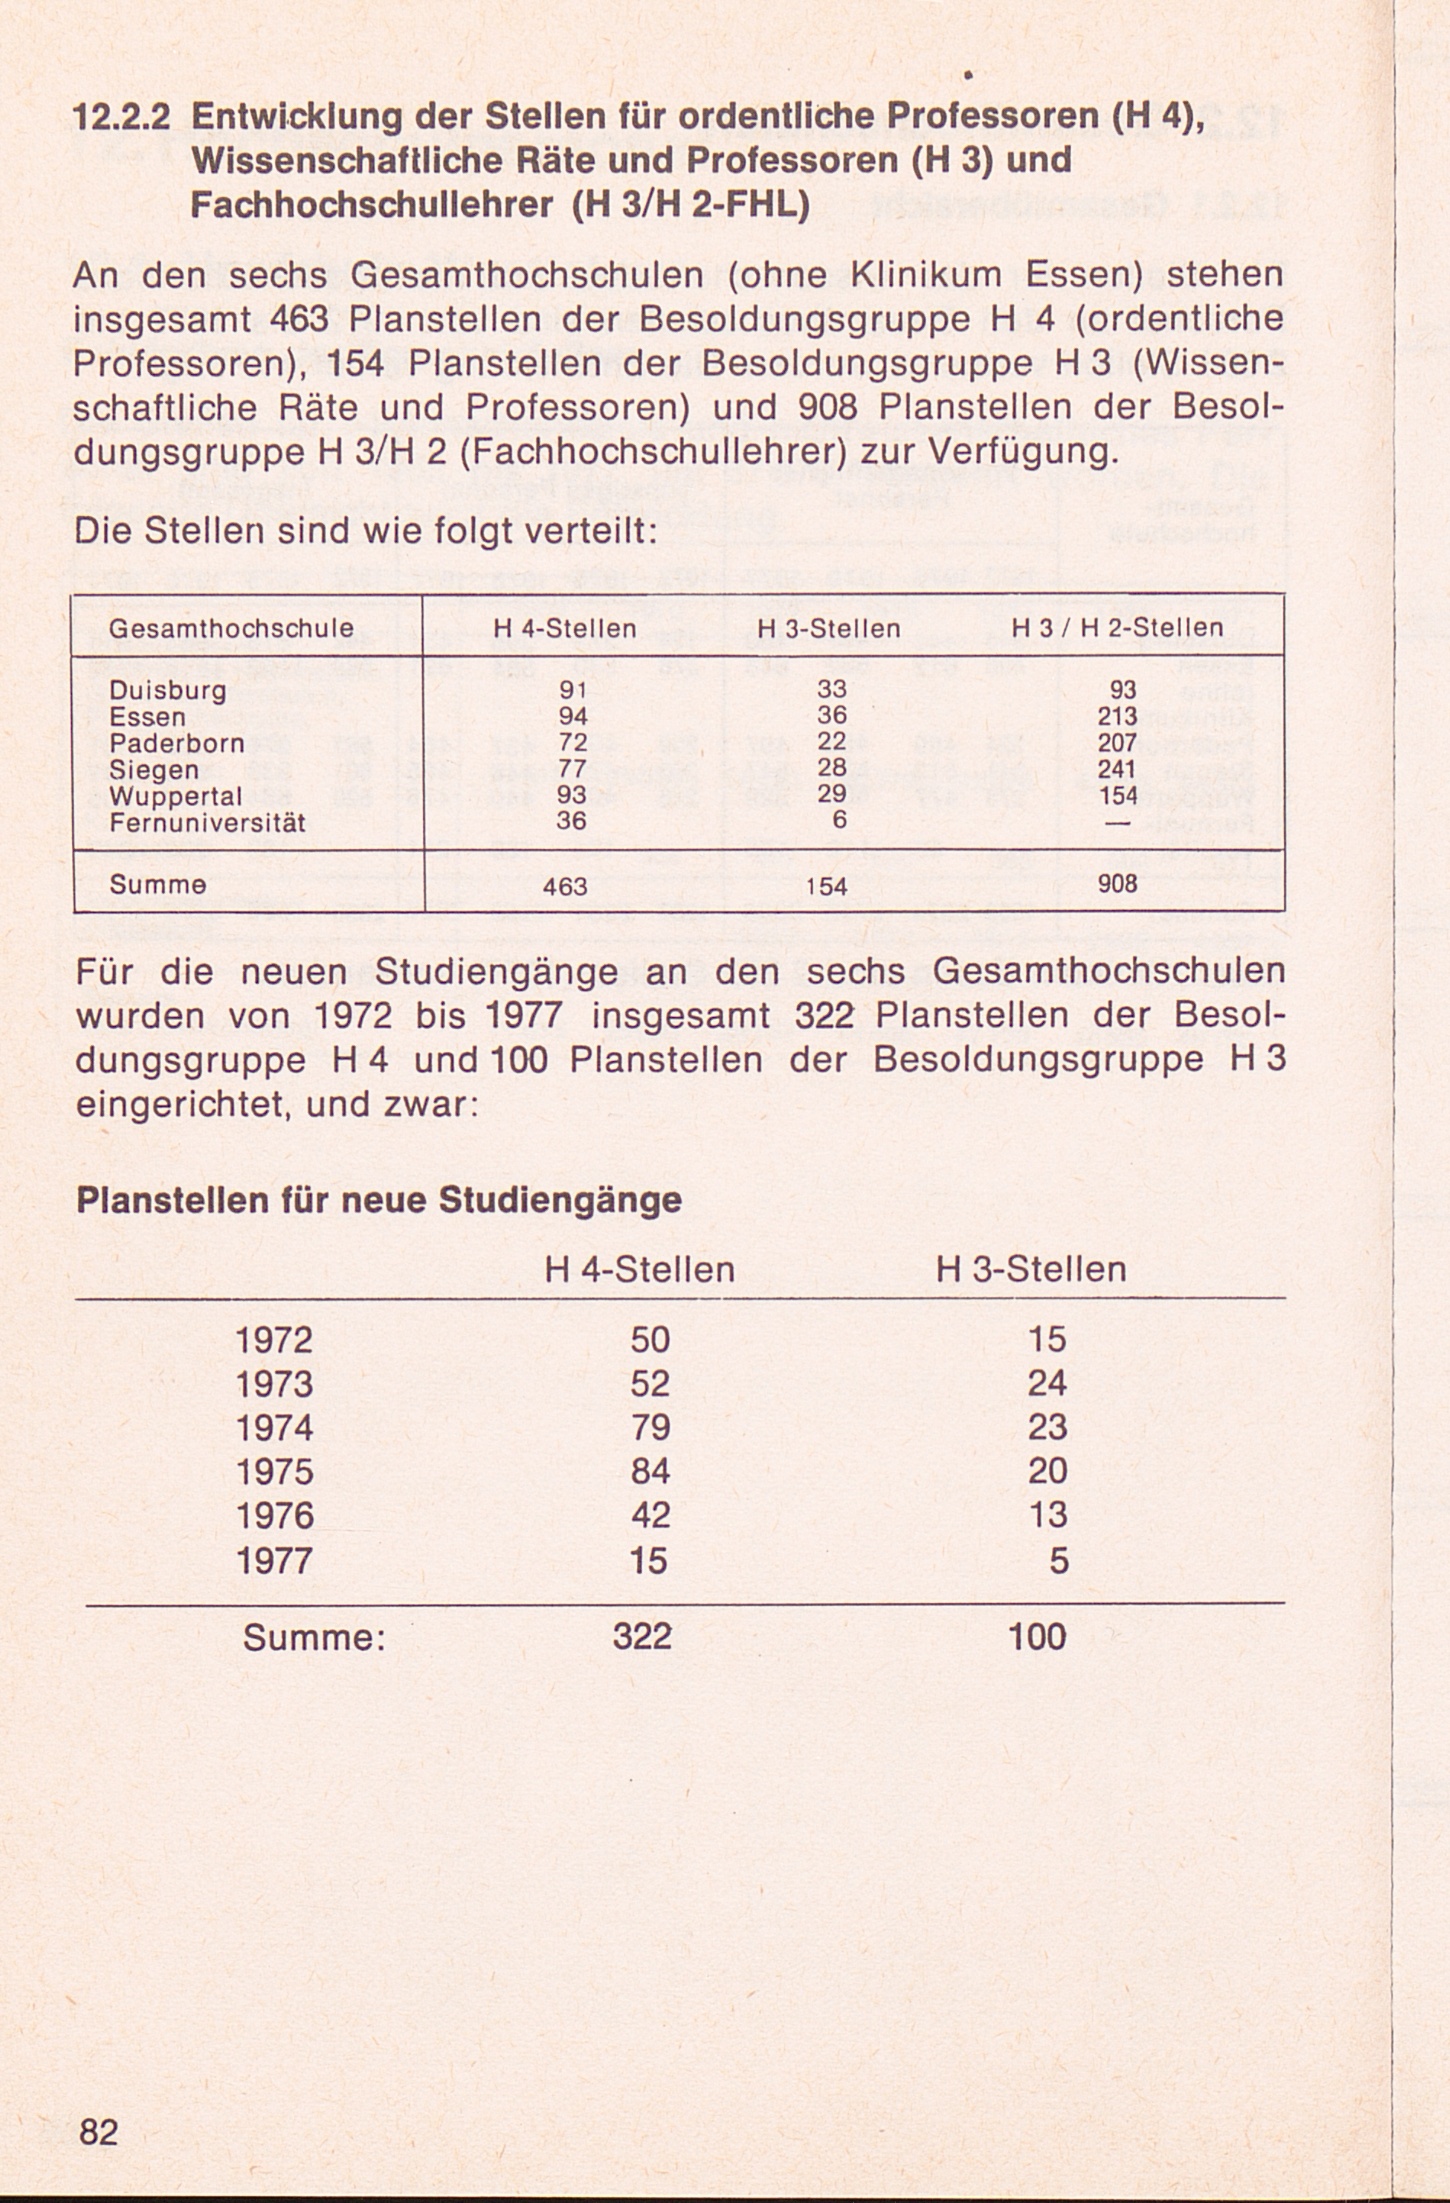 12.2.2 Entwicklung der Stellen für ordentliche Professoren (H 4),
Wissenschaftliche Räte und Professoren (H 3) und
Fachhochschullehrer (H 3/H 2-FHL)
An den sechs Gesamthochschulen (ohne Klinikum Essen) stehen
insgesamt 463 Planstellen der Besoldungsgruppe H 4 (ordentliche
Professoren), 154 Planstellen der Besoldungsgruppe H 3 (Wissen-
schaftliche Räte und Professoren) und 908 Planstellen der Besol-
dungsgruppe H 3/H 2 (Fachhochschullehrer) zur Verfügung.
Die Stellen sind wie folgt verteilt:
Gesamthochschule H 4-Stellen H 3-Stellen H 3 / H 2-Stellen
Duisburg 91 33 93
Essen 94 36 213
Paderborn 72 22 207
Siegen 77 28 241
Wuppertal 93 29 154
Fernuniversität 36 6 —
Summe 463 154 908
Für die neuen Studiengänge an den sechs Gesamthochschulen
wurden von 1972 bis 1977 insgesamt 322 Planstellen der Besol-
dungsgruppe H 4 und 100 Planstellen der Besoldungsgruppe H 3
eingerichtet, und zwar:
Planstellen für neue Studiengänge
H 4-Stellen H 3-Stellen
1972 50 15
1973 52 24
1974 79 23
1975 84 20
1976 42 13
1977 15 5
Summe: 322 100
82